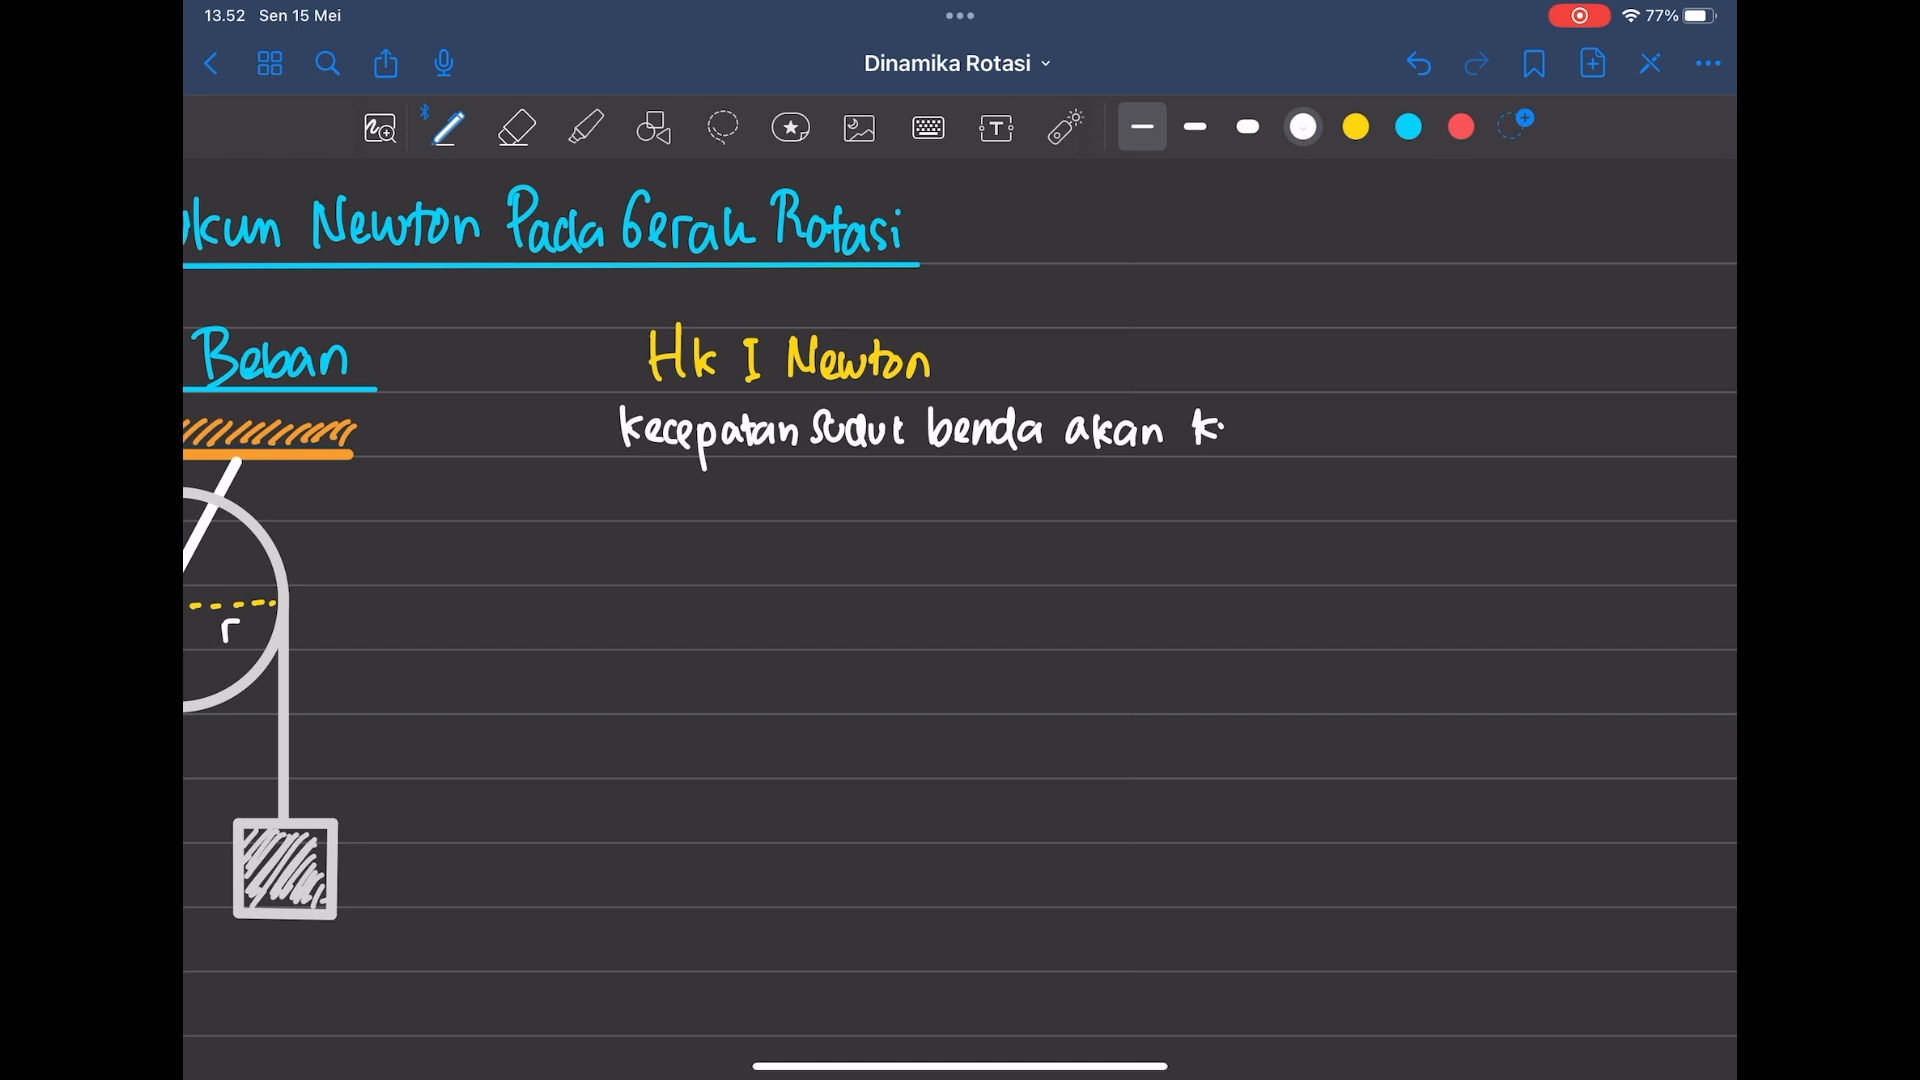 13.52 Sen 15 Mei
77%
Dinamika Rotasi
T
ukum Newton Pada Gerak Rotasi
Beban
Hk I Newton
kecepatan sudut benda akan k
r